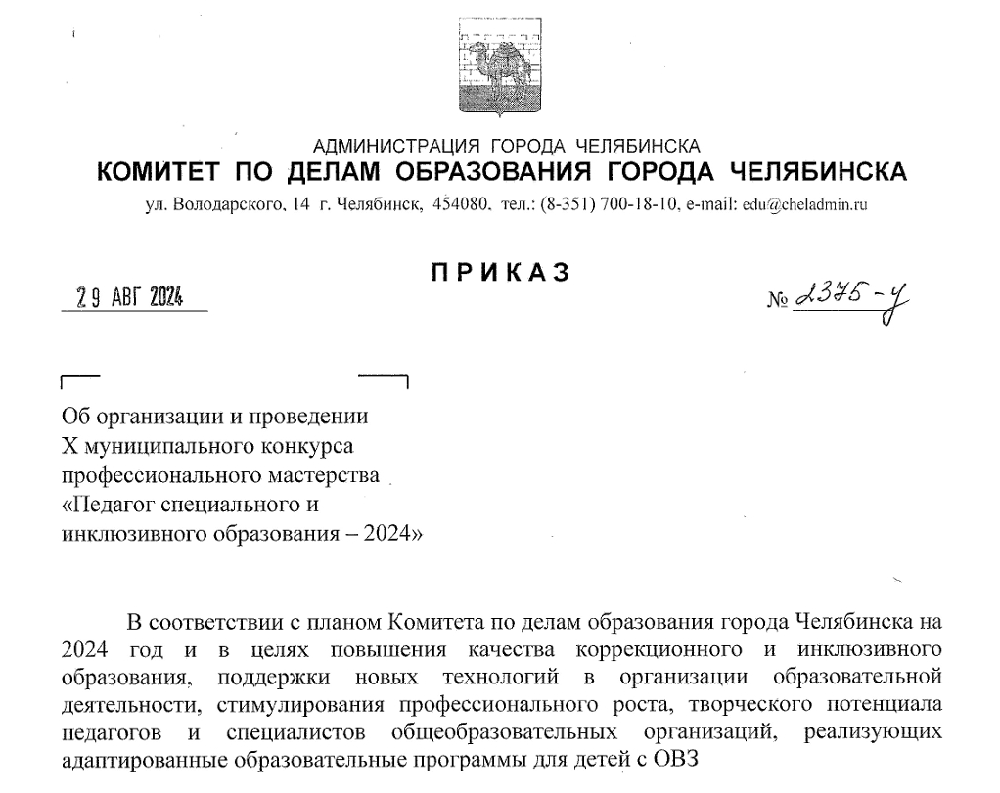 АДМИНИСТРАЦИЯ ГОРОДА ЧЕЛЯБИНСКА
КОМИТЕТ ПО ДЕЛАМ ОБРАЗОВАНИЯ ГОРОДА ЧЕЛЯБИНСКА
ул. Володарского, 14 г. Челябинск, 454080, тел.: (8-351) 700-18-10, e-mail: edu@cheladmin.ru
ПРИКАЗ
29 АВГ 2024 № 2375-у
Об организации и проведении
X муниципального конкурса
профессионального мастерства
«Педагог специального и
инклюзивного образования – 2024»
В соответствии с планом Комитета по делам образования города Челябинска на
2024 год и в целях повышения качества коррекционного и инклюзивного
образования, поддержки новых технологий в организации образовательной
деятельности, стимулирования профессионального роста, творческого потенциала
педагогов и специалистов общеобразовательных организаций, реализующих
адаптированные образовательные программы для детей с ОВЗ